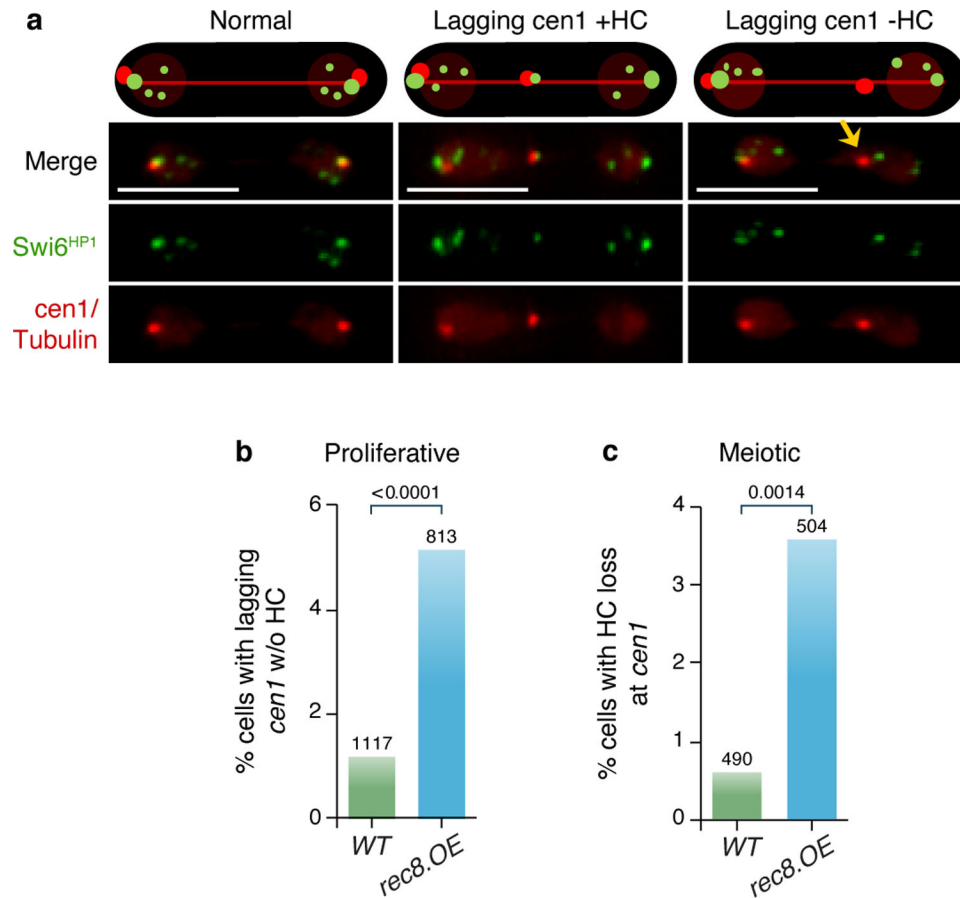 a
Normal
Lagging cen1 +HC
Lagging cen1 -HC
Merge
Swi6HP1
cen1/
Tubulin
b
Proliferative
% cells with lagging
cen1 w/o HC
6
4
2
0
<0.0001
1117
813
WT
rec8.OE
c
Meiotic
% cells with HC loss
at cen1
4
3
2
1
0
0.0014
490
504
WT
rec8.OE